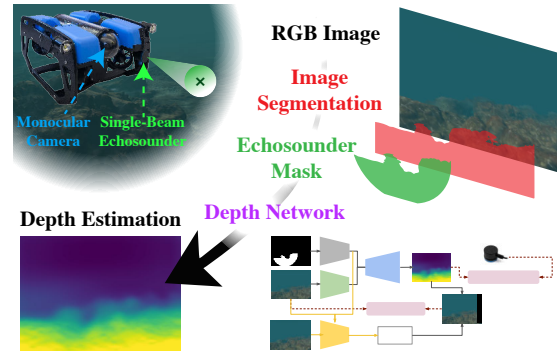 RGB Image
Image
Segmentation
Monocular
Camera
Single-Beam
Echosounder
Echosounder
Mask
Depth Estimation
Depth Network